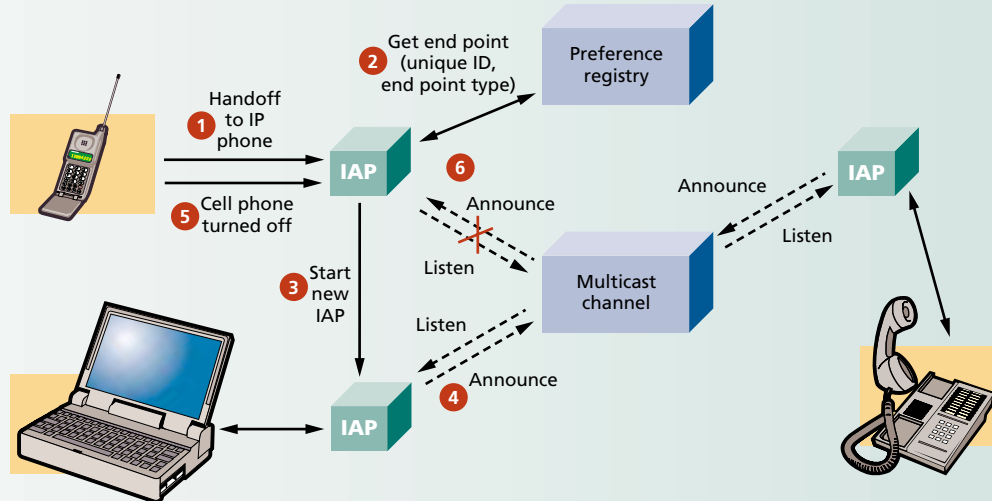 2
Get end point
(unique ID,
end point type)
Preference
registry
1
Handoff
to IP
phone
IAP
6
IAP
Announce
Listen
5
Cell phone
turned off
Announce
Listen
3
Start
new
IAP
Multicast
channel
Listen
4
Announce
IAP